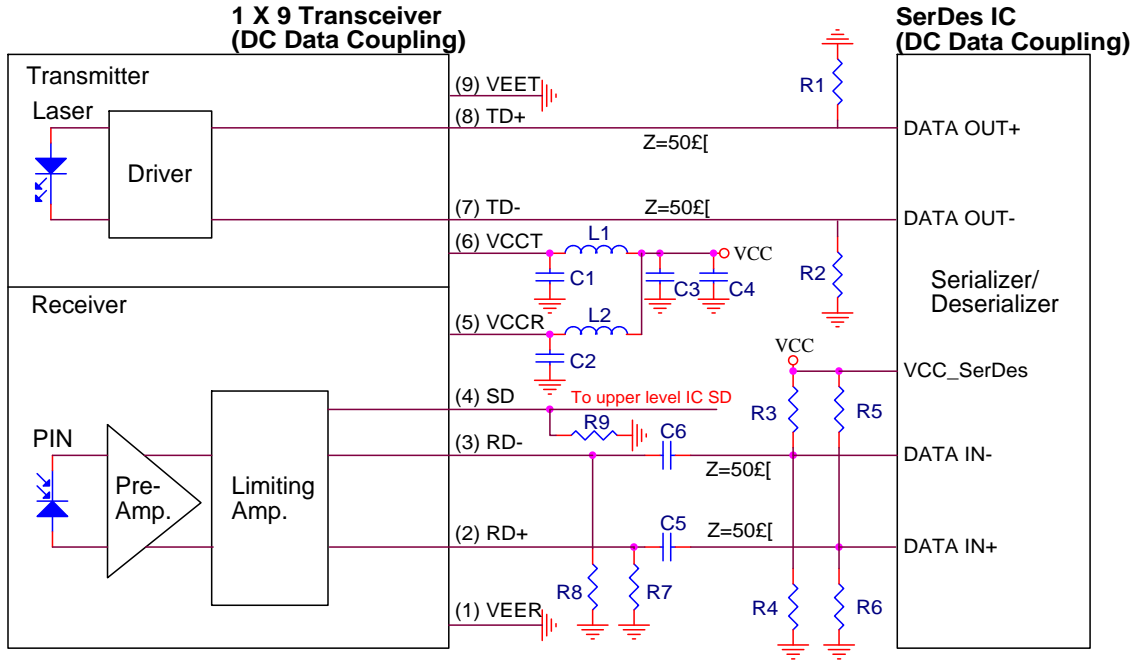 1 X 9 Transceiver
(DC Data Coupling)
SerDes IC
(DC Data Coupling)
Transmitter
Laser
Driver
(9) VEET
(8) TD+
Z=50£[
R1
DATA OUT+
(7) TD-
Z=50£[
DATA OUT-
(6) VCCT
L1
VCC
C1
C3
C4
R2
Serializer/
Deserializer
Receiver
(5) VCCR
L2
C2
VCC
VCC_SerDes
(4) SD
To upper level IC SD
R9
R3
R5
PIN
Pre-
Amp.
Limiting
Amp.
(3) RD-
C6
Z=50£[
DATA IN-
(2) RD+
C5
Z=50£[
DATA IN+
R8
R7
R4
R6
(1) VEER